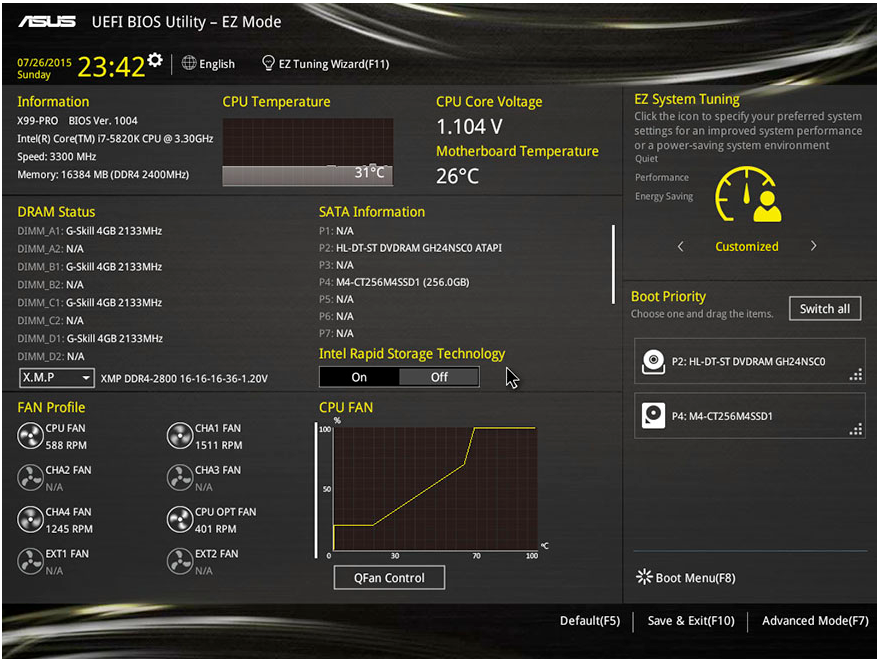 ASUS UEFI BIOS Utility – EZ Mode
07/26/2015
Sunday
23:42
English
EZ Tuning Wizard(F11)
Information
X99-PRO BIOS Ver. 1004
Intel(R) Core(TM) i7-5820K CPU @ 3.30GHz
Speed: 3300 MHz
Memory: 16384 MB (DDR4 2400MHz)
CPU Temperature
31°C
CPU Core Voltage
1.104 V
Motherboard Temperature
26°C
EZ System Tuning
Click the icon to specify your preferred system
settings for an improved system performance
or a power-saving system environment
Quiet
Performance
Energy Saving
Customized
DRAM Status
DIMM_A1: G-Skill 4GB 2133MHz
DIMM_A2: N/A
DIMM_B1: G-Skill 4GB 2133MHz
DIMM_B2: N/A
DIMM_C1: G-Skill 4GB 2133MHz
DIMM_C2: N/A
DIMM_D1: G-Skill 4GB 2133MHz
DIMM_D2: N/A
X.M.P
XMP DDR4-2800 16-16-16-36-1.20V
SATA Information
P1: N/A
P2: HL-DT-ST DVDRAM GH24NSC0 ATAPI
P3: N/A
P4: M4-CT256M4SSD1 (256.0GB)
P5: N/A
P6: N/A
P7: N/A
Intel Rapid Storage Technology
On Off
Boot Priority
Choose one and drag the items.
Switch all
P2: HL-DT-ST DVDRAM GH24NSC0
P4: M4-CT256M4SSD1
FAN Profile
CPU FAN
588 RPM
CHA1 FAN
1511 RPM
CHA2 FAN
N/A
CHA3 FAN
N/A
CHA4 FAN
1245 RPM
CPU OPT FAN
401 RPM
EXT1 FAN
N/A
EXT2 FAN
N/A
CPU FAN
%
100
50
0 30 70 100
°C
QFan Control
Boot Menu(F8)
Default(F5)
Save & Exit(F10)
Advanced Mode(F7)